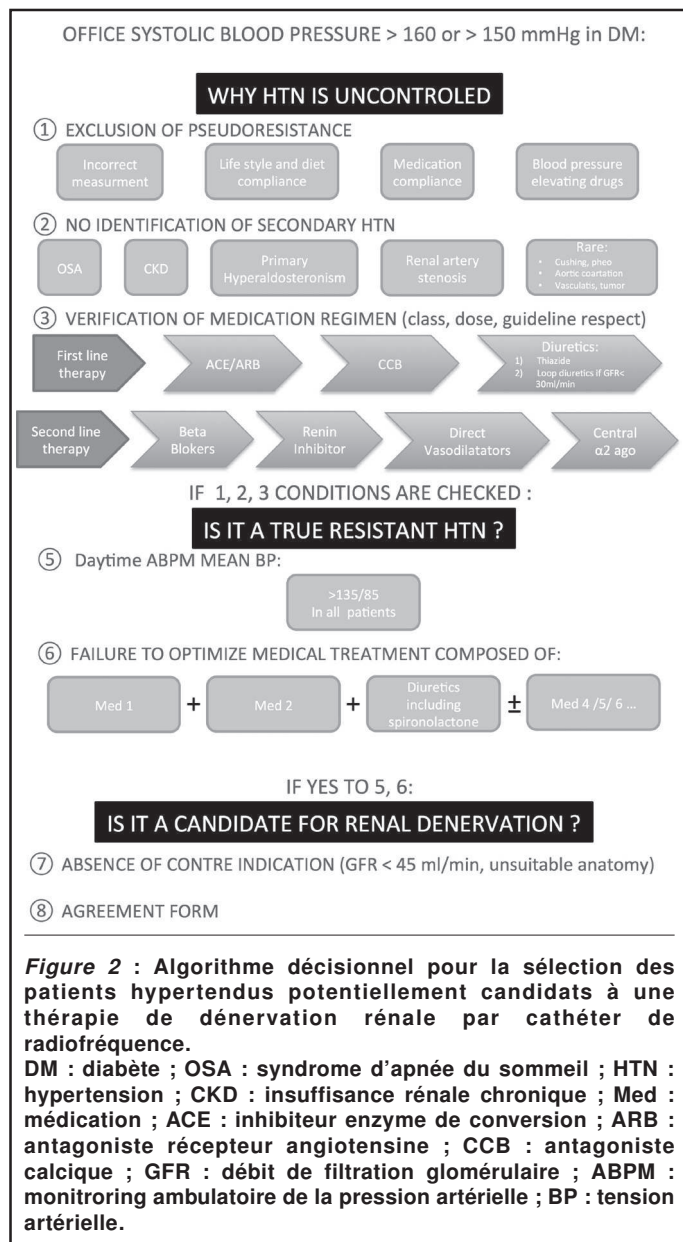 OFFICE SYSTOLIC BLOOD PRESSURE > 160 or > 150 mmHg in DM:
WHY HTN IS UNCONTROLED
① EXCLUSION OF PSEUDORESISTANCE
Incorrect
measurment
Life style and diet
compliance
Medication
compliance
Blood pressure
elevating drugs
② NO IDENTIFICATION OF SECONDARY HTN
OSA
CKD
Primary
Hyperaldosteronism
Renal artery
stenosis
Rare:
• Cushing, pheo
• Aortic coartation
• Vasculatis, tumor
③ VERIFICATION OF MEDICATION REGIMEN (class, dose, guideline respect)
First line
therapy
ACE/ARB
CCB
Diuretics:
1) Thiazide
2) Loop diuretics if GFR<
30ml/min
Second line
therapy
Beta
Blokers
Renin
Inhibitor
Direct
Vasodilatators
Central
α2 ago
IF 1, 2, 3 CONDITIONS ARE CHECKED :
IS IT A TRUE RESISTANT HTN ?
⑤ Daytime ABPM MEAN BP:
>135/85
In all patients
⑥ FAILURE TO OPTIMIZE MEDICAL TREATMENT COMPOSED OF:
Med 1
+
Med 2
+
Diuretics
including
spironolactone
±
Med 4 /5/ 6 ...
IF YES TO 5, 6:
IS IT A CANDIDATE FOR RENAL DENERVATION ?
⑦ ABSENCE OF CONTRE INDICATION (GFR < 45 ml/min, unsuitable anatomy)
⑧ AGREEMENT FORM
Figure 2 : Algorithme décisionnel pour la sélection des
patients hypertendus potentiellement candidats à une
thérapie de dénervation rénale par cathéter de
radiofréquence.
DM : diabète ; OSA : syndrome d'apnée du sommeil ; HTN :
hypertension ; CKD : insuffisance rénale chronique ; Med :
médication ; ACE : inhibiteur enzyme de conversion ; ARB :
antagoniste récepteur angiotensine ; CCB : antagoniste
calcique ; GFR : débit de filtration glomérulaire ; ABPM :
monitroring ambulatoire de la pression artérielle ; BP : tension
artérielle.